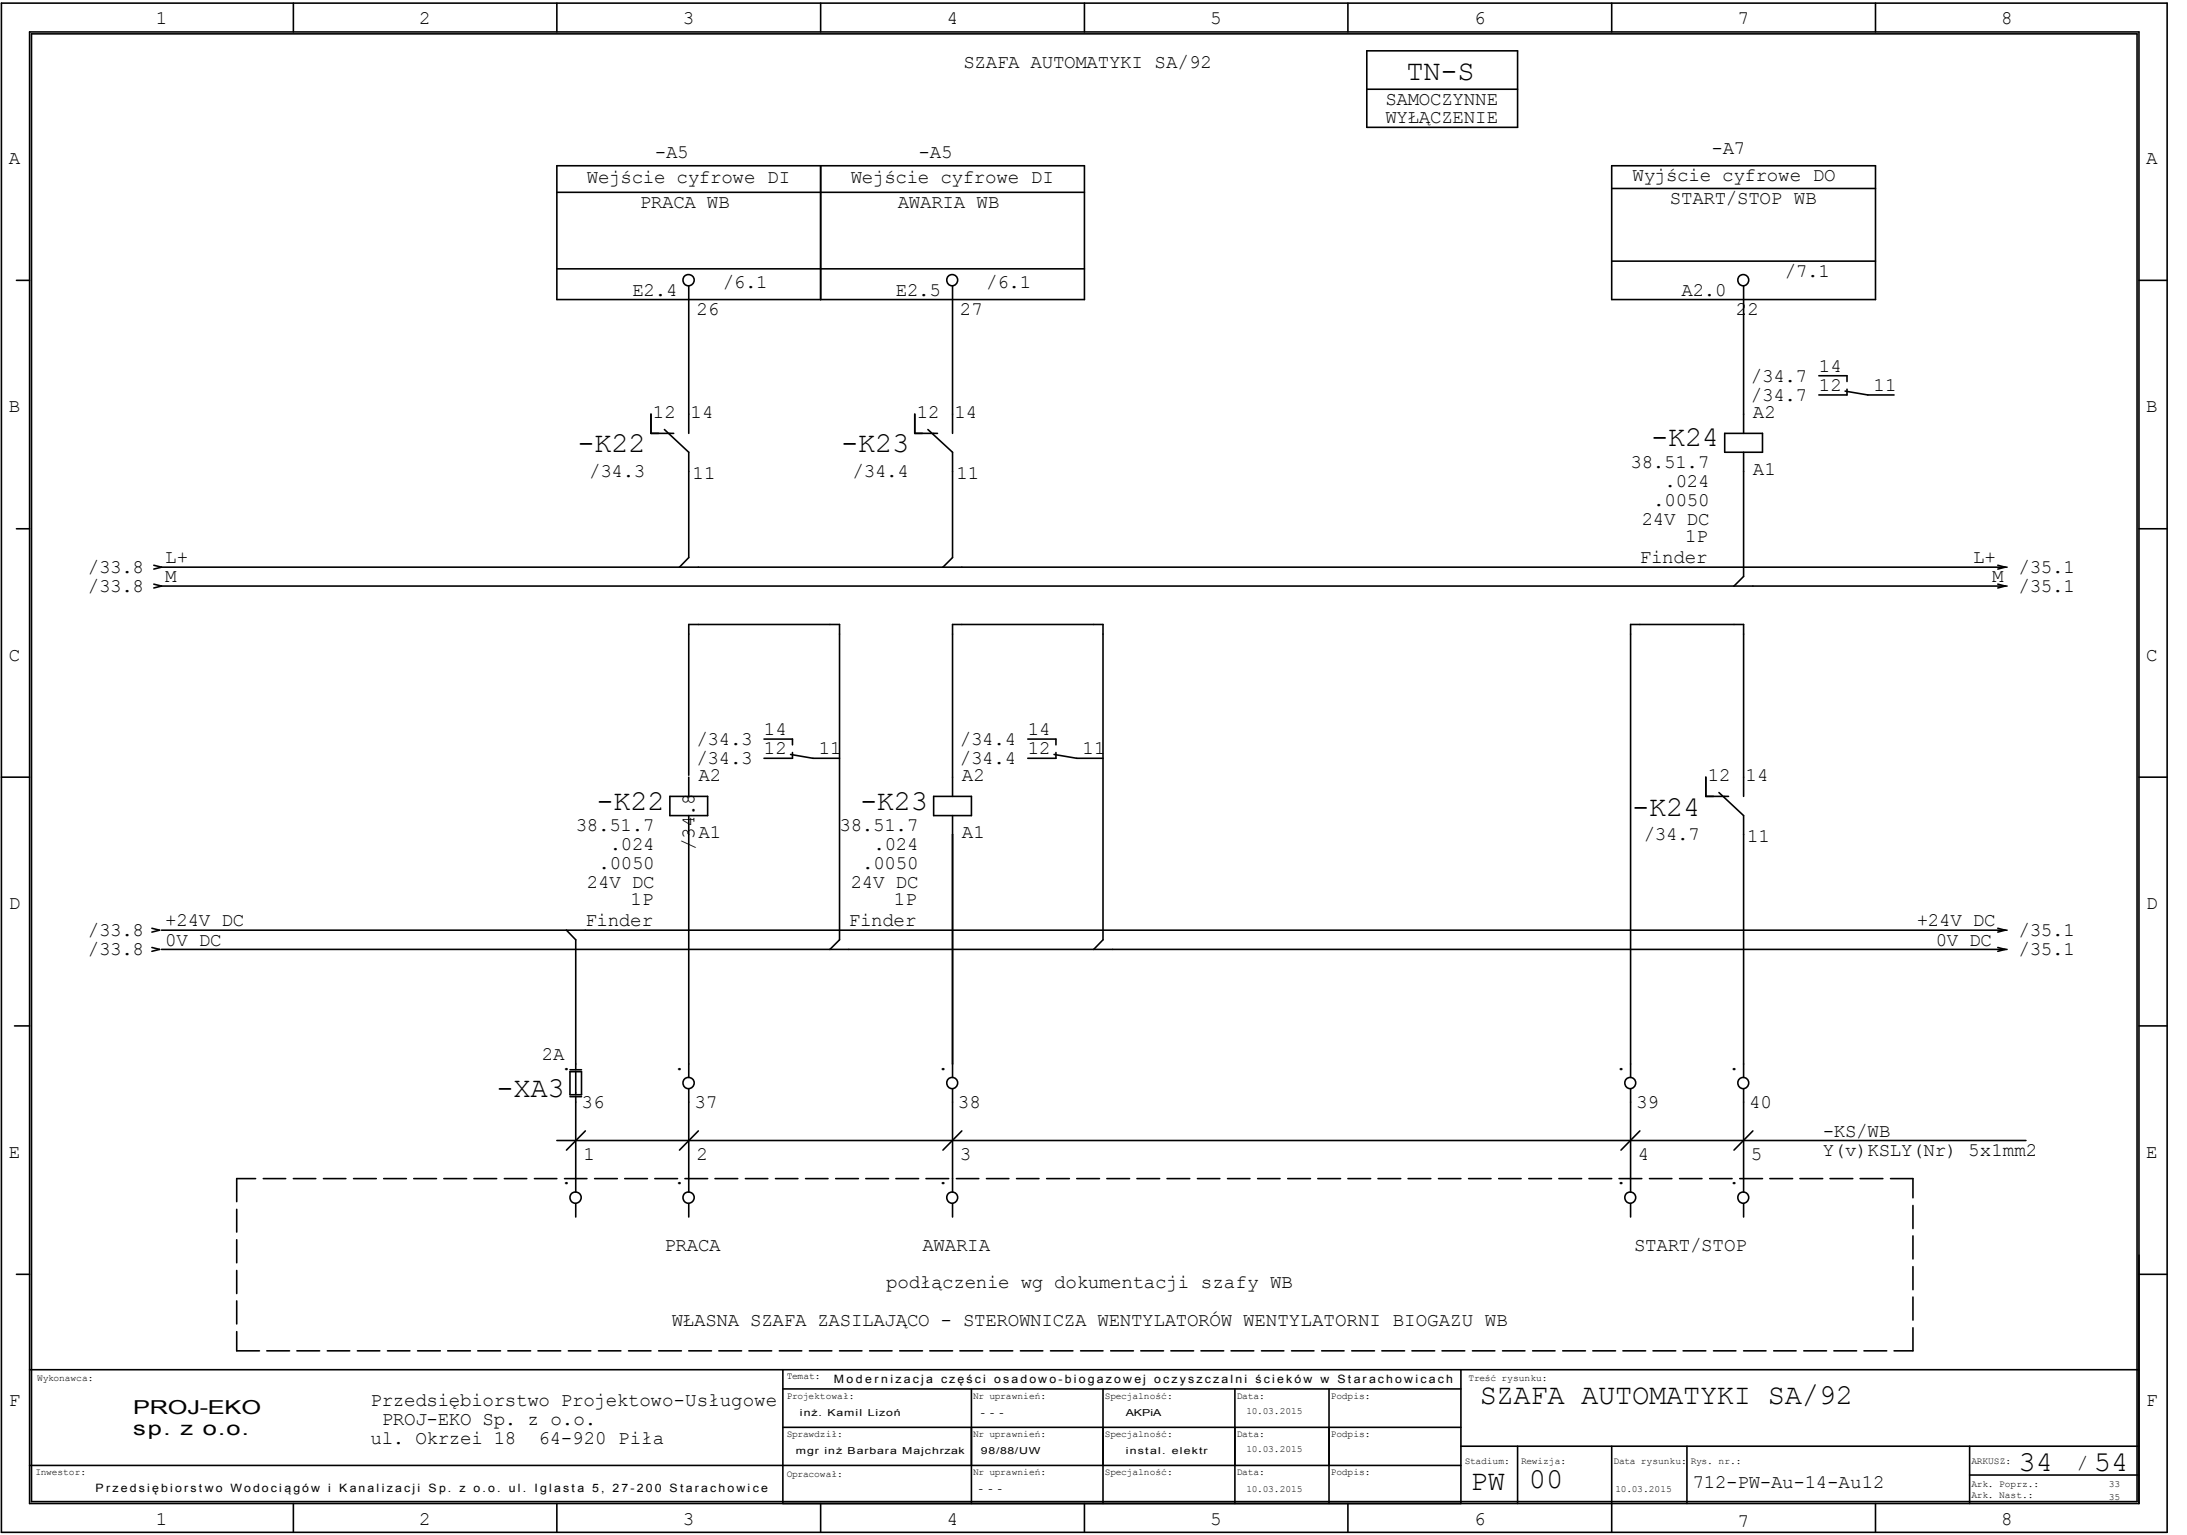 1 2 3 4 5 6 7 8
SZAFA AUTOMATYKI SA/92
TN-S
SAMOCZYNNE
WYŁĄCZENIE
A A
-A5 -A5 -A7
Wejście cyfrowe DI Wejście cyfrowe DI Wyjście cyfrowe DO
PRACA WB AWARIA WB START/STOP WB
E2.4 /6.1 E2.5 /6.1 A2.0 /7.1
26 27 22
/34.7 14
/34.7 12 11
B B
12 14 12 14 A2
-K22 -K23 -K24
/34.3 11 /34.4 11 38.51.7 A1
.024
.0050
24V DC
1P
Finder
/33.8 L+ L+ /35.1
/33.8 M M /35.1
C C
/34.3 14 /34.4 14
/34.3 12 11 /34.4 12 11
A2 A2 12 14
-K22 /34.8 -K23 -K24
38.51.7 A1 38.51.7 A1 /34.7 11
.024 .024
.0050 .0050
24V DC 24V DC
1P 1P
Finder Finder
D D
/33.8 +24V DC +24V DC /35.1
/33.8 0V DC 0V DC /35.1
2A
-XA3
36 37 38 39 40
-KS/WB
Y(v)KSLY(Nr) 5x1mm2
E E
1 2 3 4 5
PRACA AWARIA START/STOP
podłączenie wg dokumentacji szafy WB
WŁASNA SZAFA ZASILAJĄCO - STEROWNICZA WENTYLATORÓW WENTYLATORNI BIOGAZU WB
F F
Wykonawca:
PROJ-EKO
sp. z o.o.
Przedsiębiorstwo Projektowo-Usługowe
PROJ-EKO Sp. z o.o.
ul. Okrzei 18 64-920 Piła
Inwestor:
Przedsiębiorstwo Wodociągów i Kanalizacji Sp. z o.o. ul. Iglasta 5, 27-200 Starachowice
Temat: Modernizacja części osadowo-biogazowej oczyszczalni ścieków w Starachowicach
Projektował: Nr uprawnień: Specjalność: Data: Podpis:
inż. Kamil Lizoń --- AKPiA 10.03.2015
Sprawdził: Nr uprawnień: Specjalność: Data: Podpis:
mgr inż Barbara Majchrzak 98/88/UW instal. elektr 10.03.2015
Opracował: Nr uprawnień: Specjalność: Data: Podpis:
--- 10.03.2015
Treść rysunku:
SZAFA AUTOMATYKI SA/92
Stadium: Rewizja: Data rysunku: Rys. nr.: ARKUSZ: 34 / 54
PW 00 10.03.2015 712-PW-Au-14-Au12
Ark. Poprz.: 33
Ark. Nast.: 35
1 2 3 4 5 6 7 8